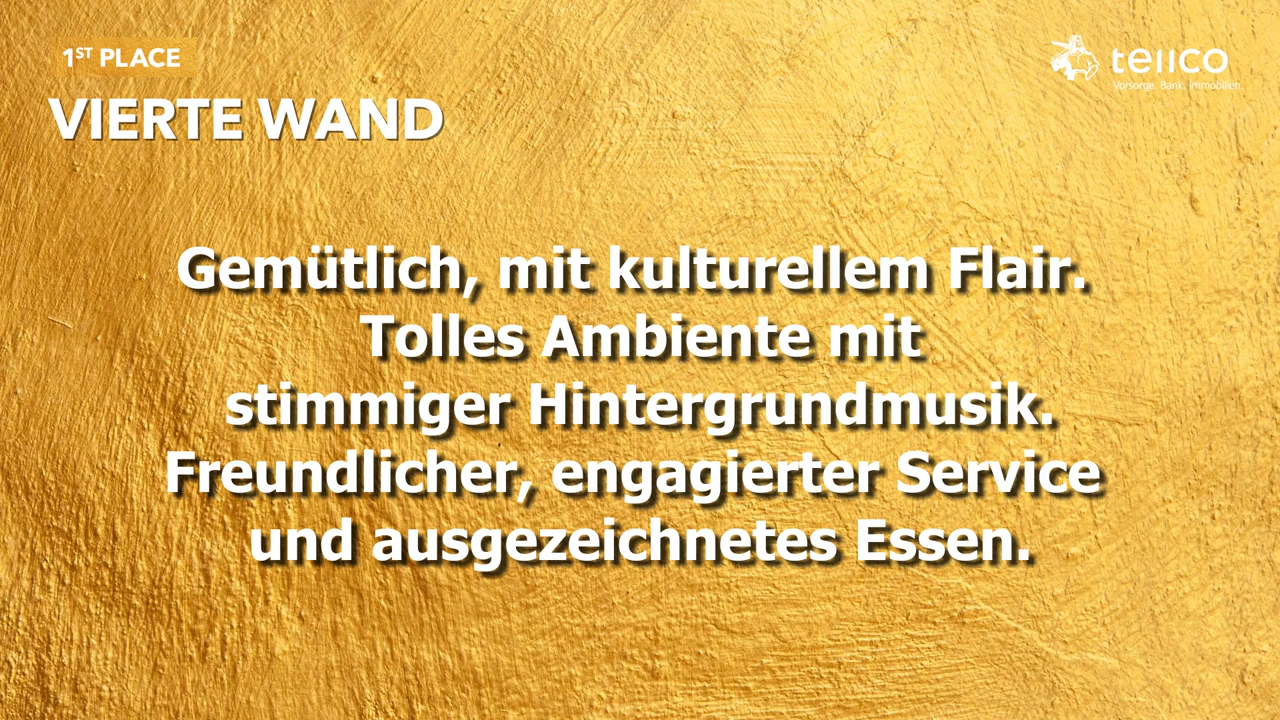 1ST PLACE
tellco
Vorsorge. Bank. Immobilien.
VIERTE WAND
Gemütlich, mit kulturellem Flair.
Tolles Ambiente mit
stimmiger Hintergrundmusik.
Freundlicher, engagierter Service
und ausgezeichnetes Essen.